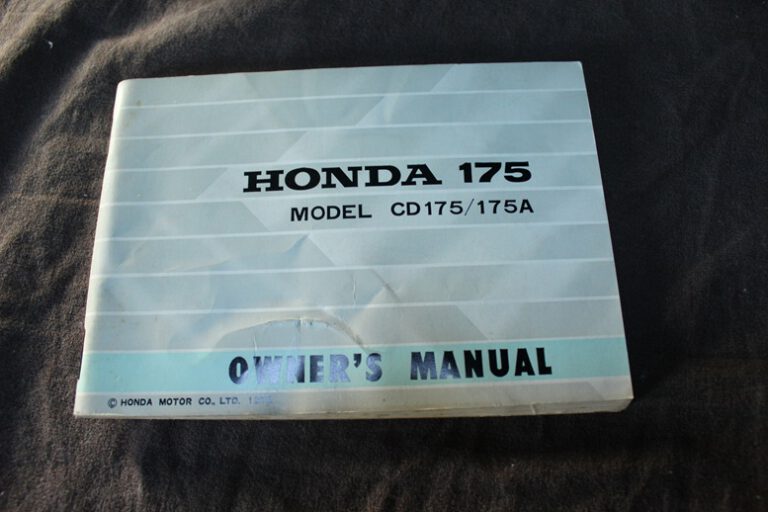 HONDA 175
MODEL CD175/175A
OWNER'S MANUAL
© HONDA MOTOR CO., LTD.